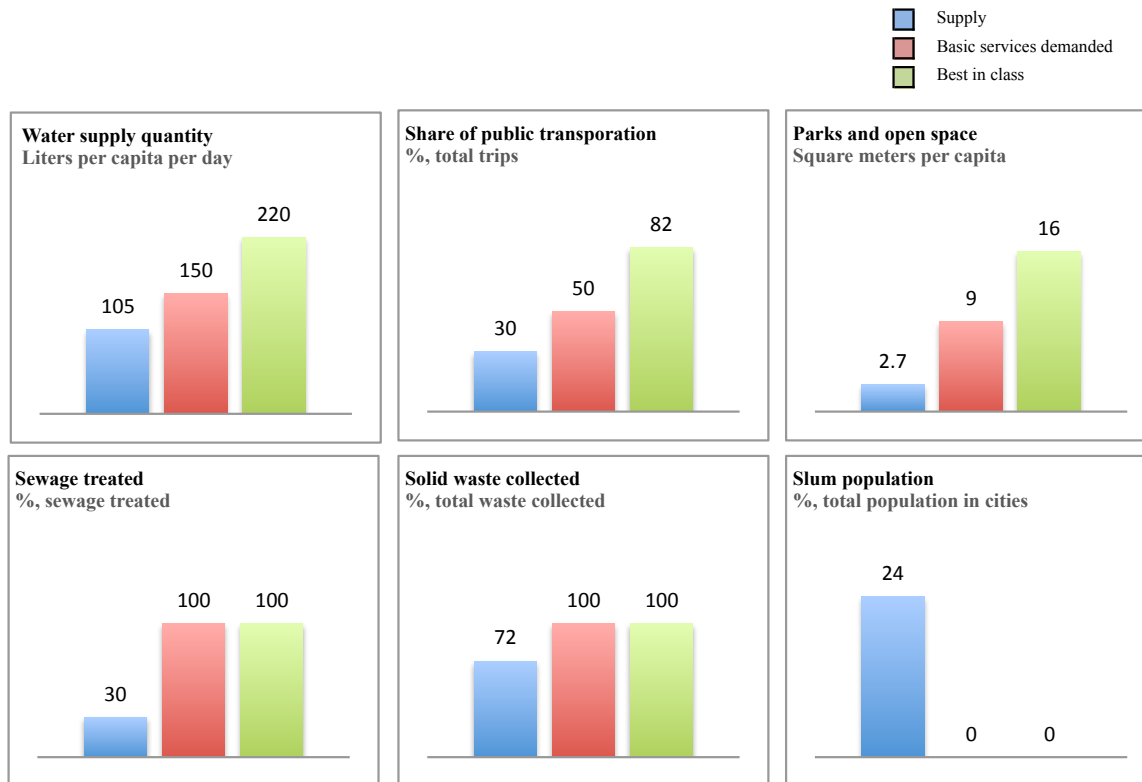 Supply
Basic services demanded
Best in class
Water supply quantity
Liters per capita per day
105
150
220
Share of public transporation
%, total trips
30
50
82
Parks and open space
Square meters per capita
2.7
9
16
Sewage treated
%, sewage treated
30
100
100
Solid waste collected
%, total waste collected
72
100
100
Slum population
%, total population in cities
24
0
0